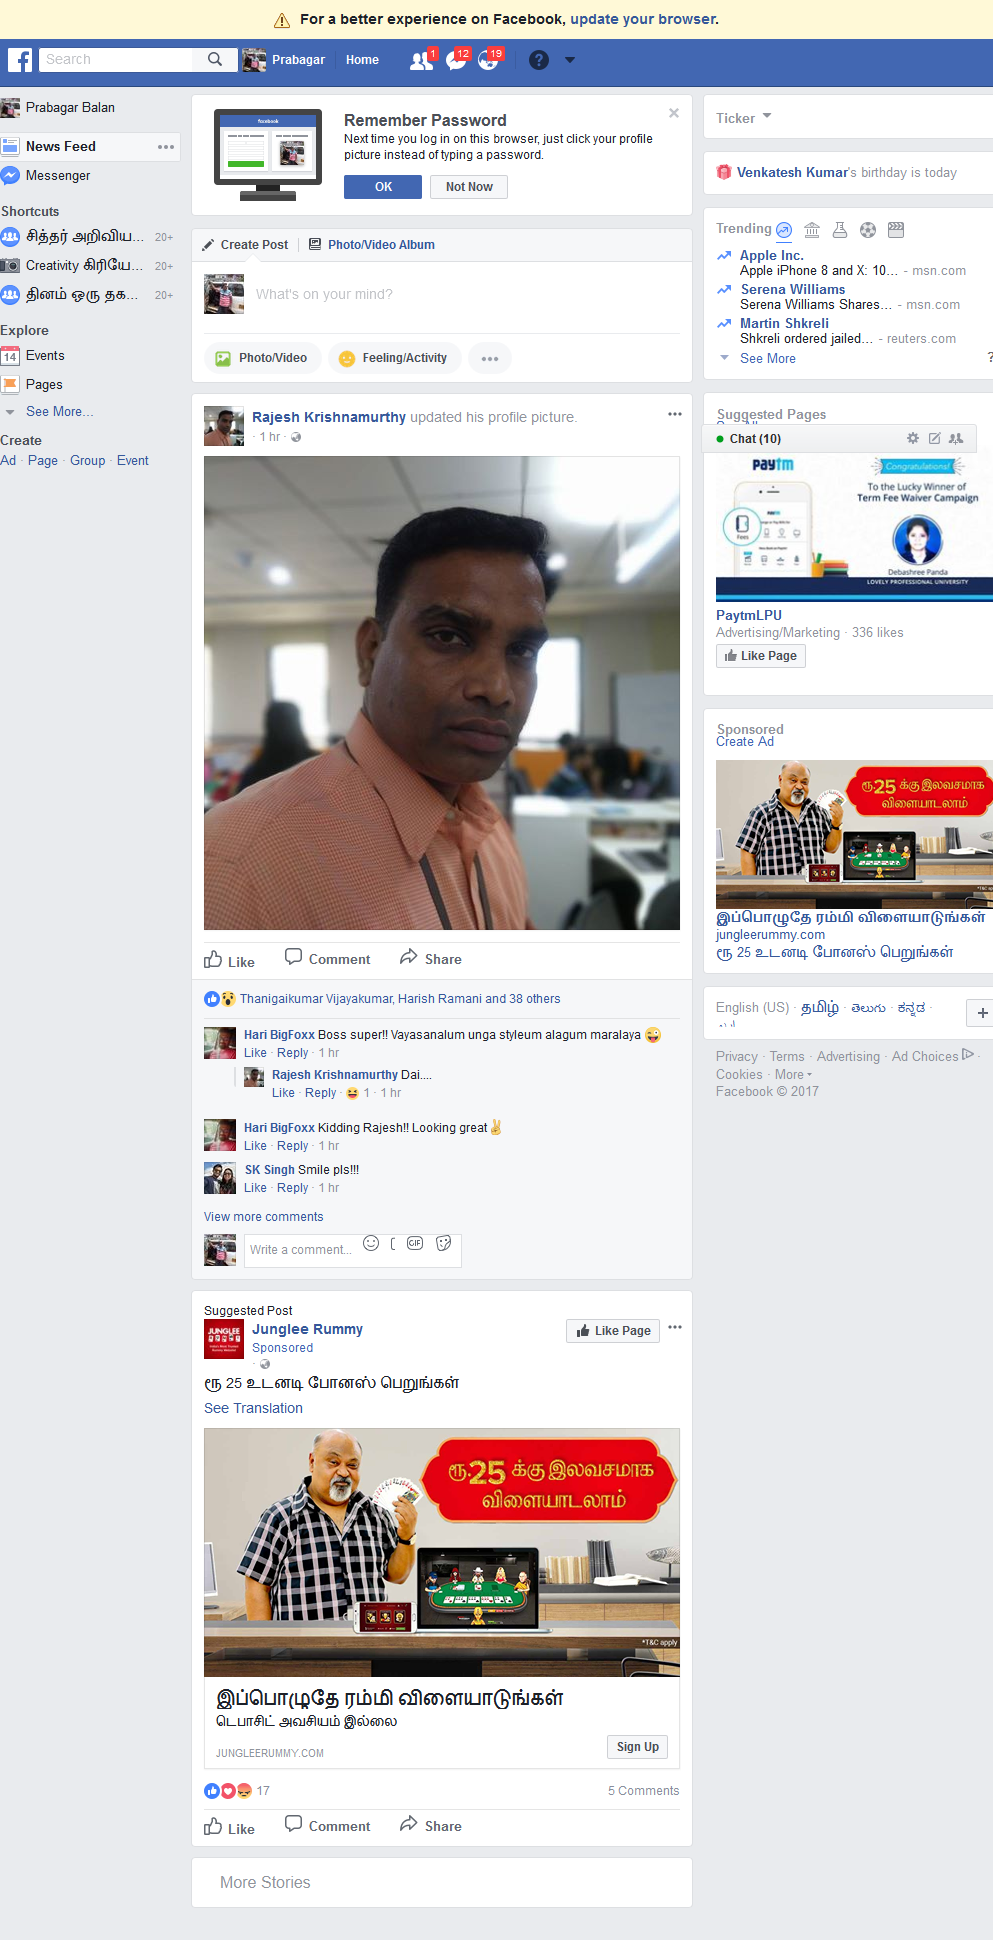 For a better experience on Facebook, update your browser.
Search
Prabagar
Home
1
12
19
Prabagar Balan
News Feed
Messenger
Shortcuts
சித்தர் அறிவிய... 20+
Creativity கிரியே... 20+
தினம் ஒரு தக... 20+
Explore
14 Events
Pages
See More...
Create
Ad · Page · Group · Event
facebook
Remember Password
Next time you log in on this browser, just click your profile
picture instead of typing a password.
OK
Not Now
Create Post
Photo/Video Album
What's on your mind?
Photo/Video
Feeling/Activity
Rajesh Krishnamurthy updated his profile picture.
· 1 hr ·
Like
Comment
Share
Thanigaikumar Vijayakumar, Harish Ramani and 38 others
Hari BigFoxx Boss super!! Vayasanalum unga styleum alagum maralaya
Like · Reply · 1 hr
Rajesh Krishnamurthy Dai....
Like · Reply · 1 · 1 hr
Hari BigFoxx Kidding Rajesh!! Looking great
Like · Reply · 1 hr
SK Singh Smile pls!!!
Like · Reply · 1 hr
View more comments
Write a comment...
GIF
Suggested Post
JUNGLEE
Junglee Rummy
Sponsored
Like Page
ரூ 25 உடனடி போனஸ் பெறுங்கள்
See Translation
ரூ.25 க்கு இலவசமாக
விளையாடலாம்
*T&C apply
இப்பொழுதே ரம்மி விளையாடுங்கள்
டெபாசிட் அவசியம் இல்லை
JUNGLEERUMMY.COM
Sign Up
17
5 Comments
Like
Comment
Share
More Stories
Ticker
Venkatesh Kumar's birthday is today
Trending
Apple Inc.
Apple iPhone 8 and X: 10... - msn.com
Serena Williams
Serena Williams Shares... - msn.com
Martin Shkreli
Shkreli ordered jailed... - reuters.com
See More
?
Suggested Pages
Chat (10)
paytm
Congratulations!
To the Lucky Winner of
Term Fee Waiver Campaign
Fees
Debashree Panda
LOVELY PROFESSIONAL UNIVERSITY
PaytmLPU
Advertising/Marketing · 336 likes
Like Page
Sponsored
Create Ad
ரூ.25 க்கு இலவசமாக
விளையாடலாம்
*T&C
இப்பொழுதே ரம்மி விளையாடுங்கள்
jungleerummy.com
ரூ 25 உடனடி போனஸ் பெறுங்கள்
English (US) · தமிழ் · తెలుగు · ಕನ್ನಡ ·
+
Privacy · Terms · Advertising · Ad Choices ·
Cookies · More
Facebook © 2017